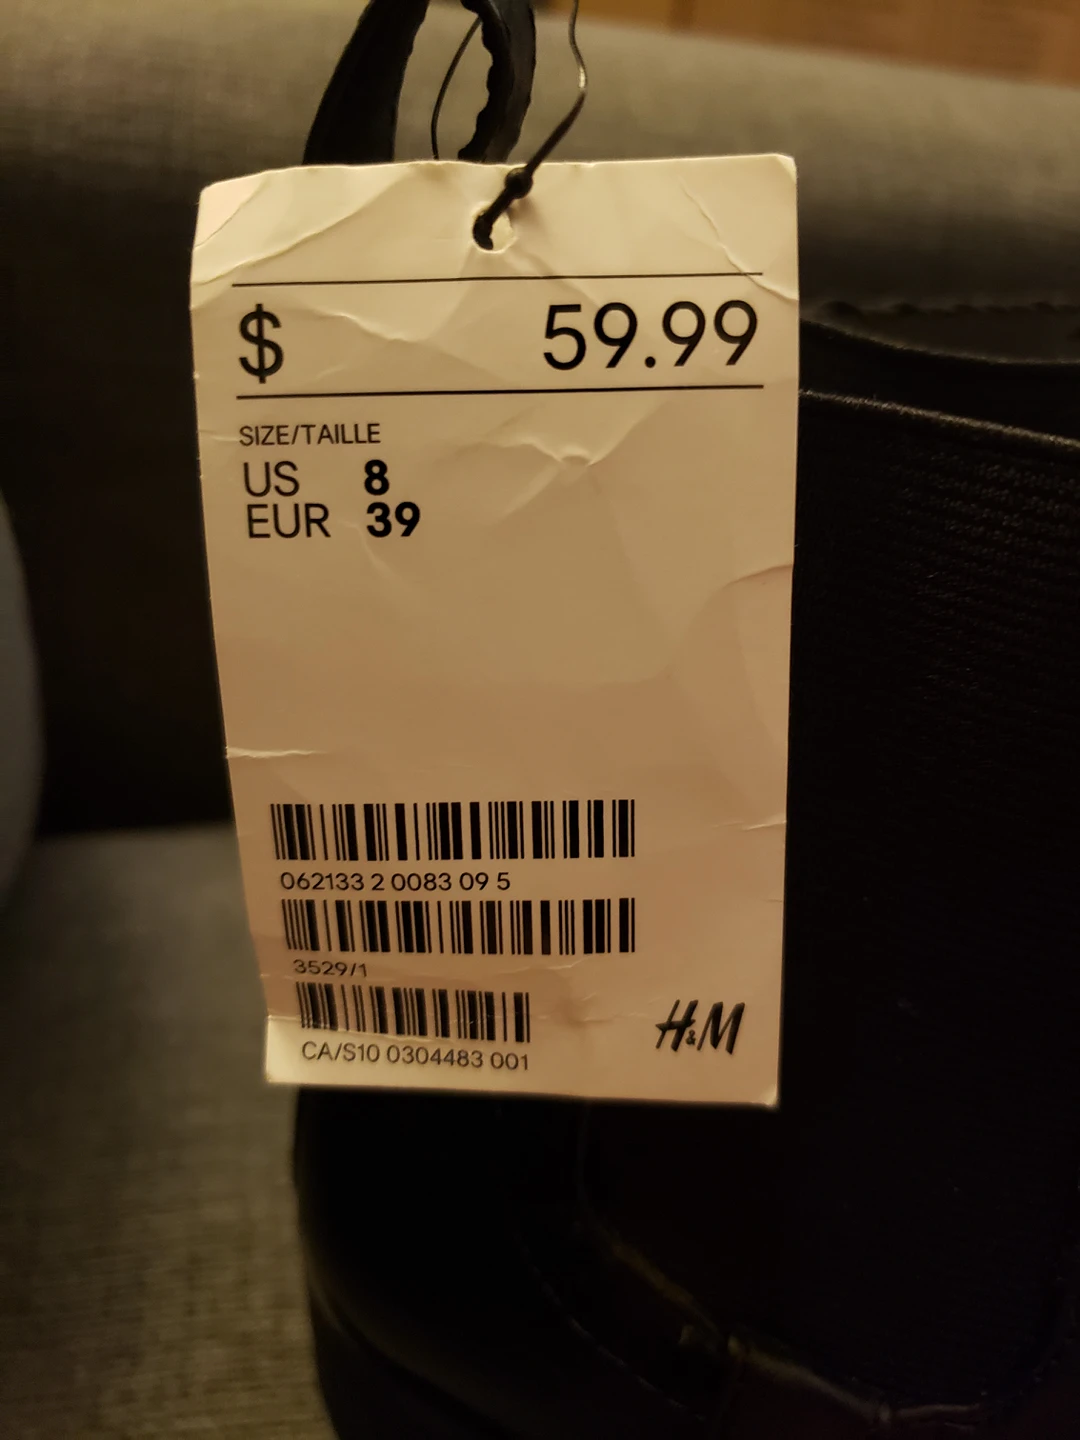 $ 59.99
SIZE/TAILLE
US 8
EUR 39
062133 2 0083 09 5
3529/1
CA/S10 0304483 001
H&M